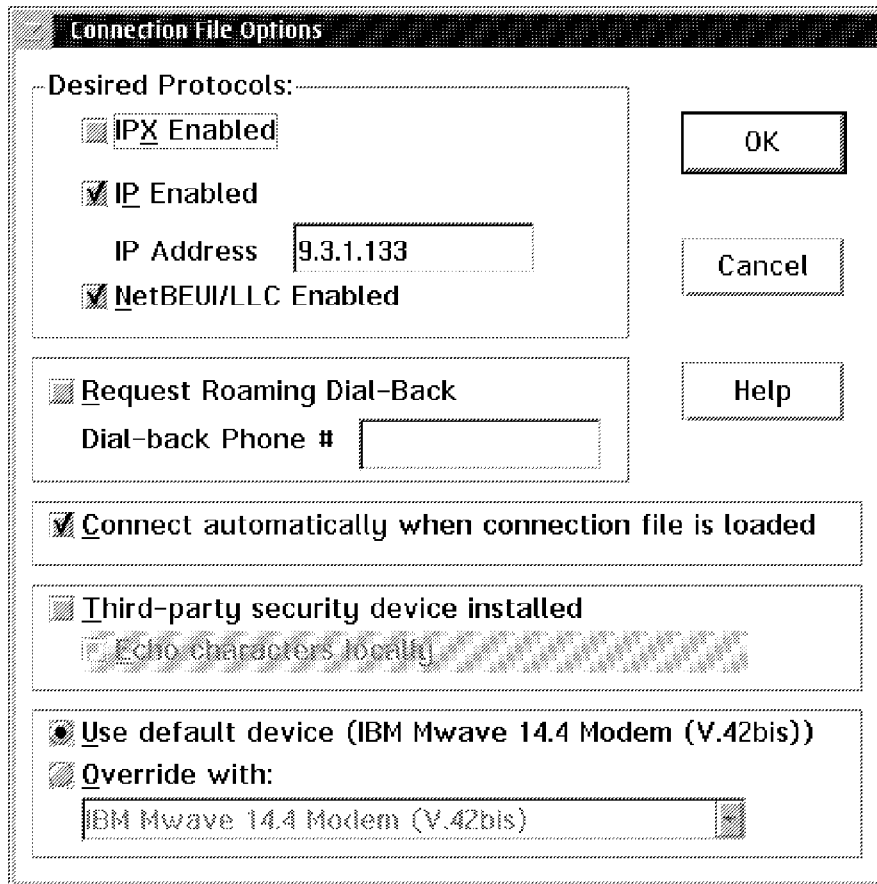 Connection File Options
Desired Protocols:
IPX Enabled
IP Enabled
IP Address 9.3.1.133
NetBEUI/LLC Enabled
Request Roaming Dial-Back
Dial-back Phone #
Connect automatically when connection file is loaded
Third-party security device installed
Echo characters locally
Use default device (IBM Mwave 14.4 Modem (V.42bis))
Override with:
IBM Mwave 14.4 Modem (V.42bis)
OK
Cancel
Help